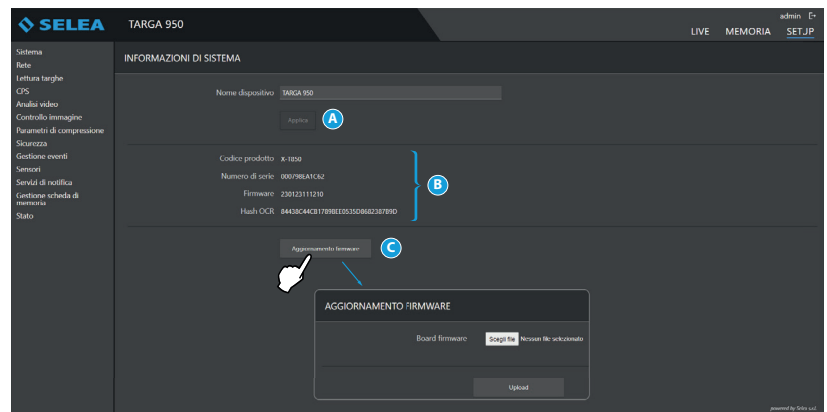 SELEA
TARGA 950
admin
LIVE MEMORIA SETUP
Sistema
Rete
Lettura targhe
CPS
Analisi video
Controllo immagine
Parametri di compressione
Sicurezza
Gestione eventi
Sensori
Servizi di notifica
Gestione scheda di
memoria
Stato
INFORMAZIONI DI SISTEMA
Nome dispositivo TARGA 950
Applica A
Codice prodotto X-1850
Numero di serie
B
Firmware 230123111210
Hash OCR
Aggiornamento firmware C
AGGIORNAMENTO FIRMWARE
Board firmware Scegli file Nessun file selezionato
Upload
powered by Selea s.r.l.